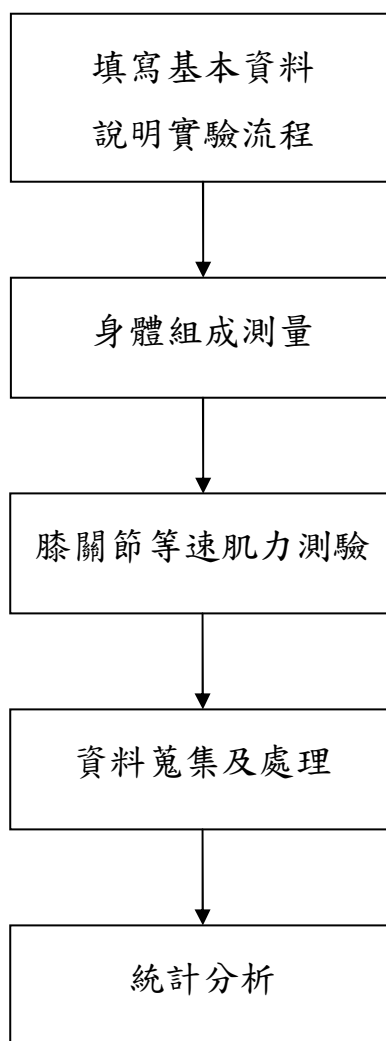 填寫基本資料
說明實驗流程
身體組成測量
膝關節等速肌力測驗
資料蒐集及處理
統計分析